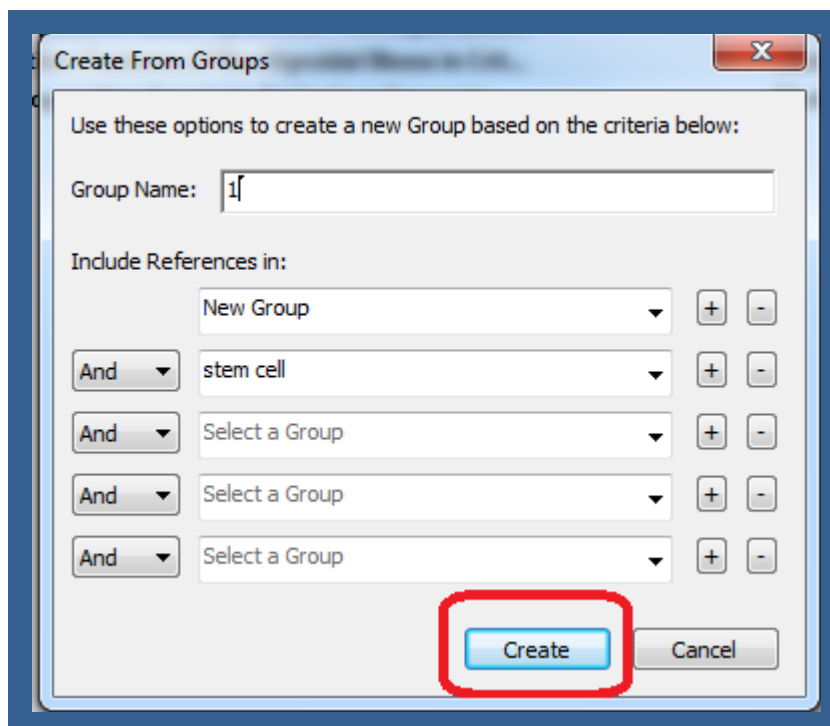 Create From Groups
Use these options to create a new Group based on the criteria below:
Group Name: 1
Include References in:
New Group + -
And stem cell + -
And Select a Group + -
And Select a Group + -
And Select a Group + -
Create Cancel